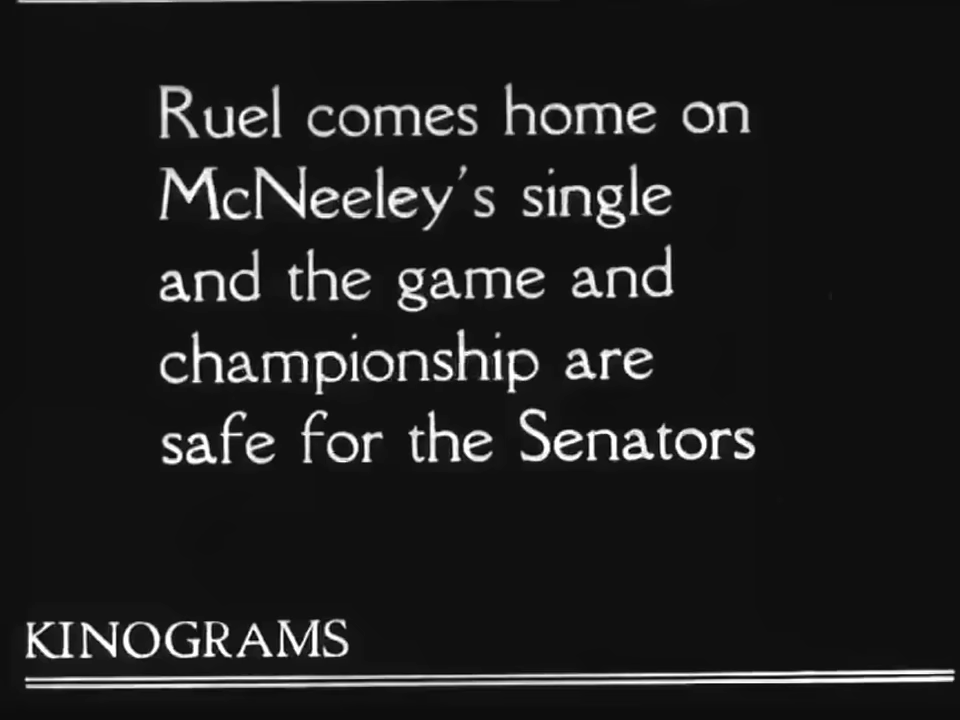 Ruel comes home on
McNeeley's single
and the game and
championship are
safe for the Senators
KINOGRAMS